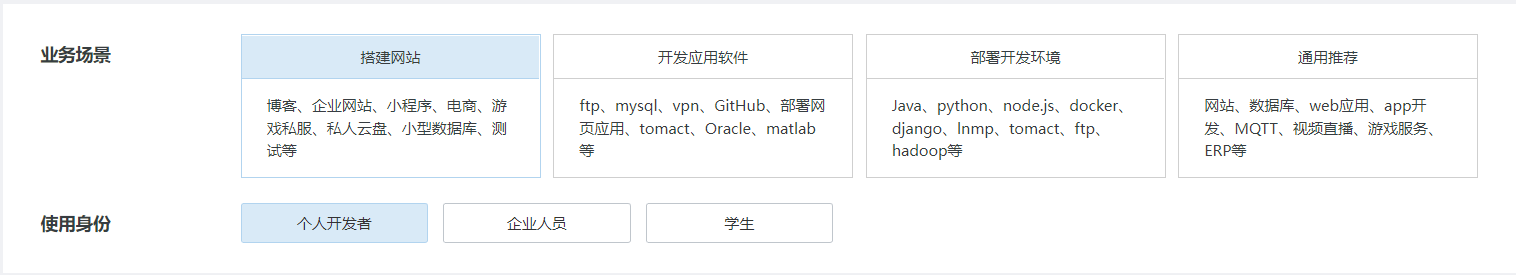 业务场景
搭建网站
博客、企业网站、小程序、电商、游
戏私服、私人云盘、小型数据库、测
试等
开发应用软件
ftp、mysql、vpn、GitHub、部署网
页应用、tomact、Oracle、matlab
等
部署开发环境
Java、python、node.js、docker、
django、lnmp、tomact、ftp、
hadoop等
通用推荐
网站、数据库、web应用、app开
发、MQTT、视频直播、游戏服务、
ERP等
使用身份
个人开发者
企业人员
学生